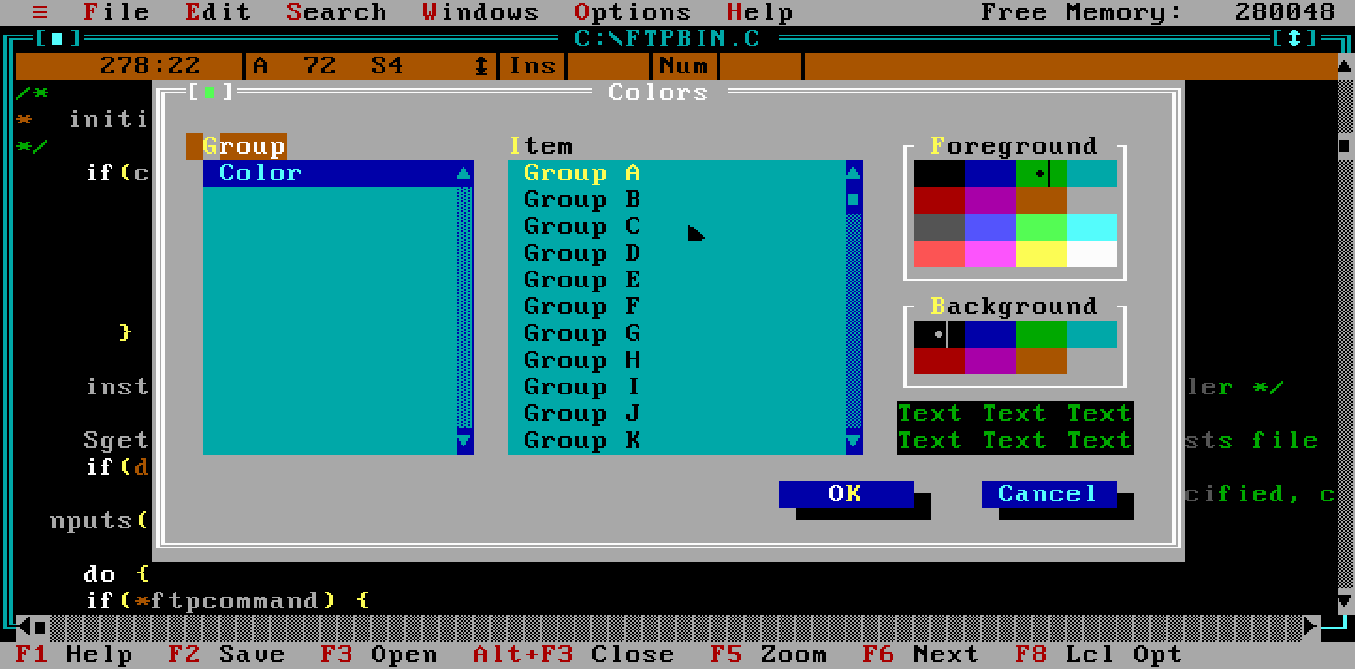 ≡ File Edit Search Windows Options Help Free Memory: 280048
C:\FTPBIN.C
278:22 A 72 S4 Ins Num
/*
* initi
*/
if(c
}
inst
Sget
if(d
nputs(
do {
if(*ftpcommand) {
Colors
Group
Color
Item
Group A
Group B
Group C
Group D
Group E
Group F
Group G
Group H
Group I
Group J
Group K
Foreground
Background
Text Text Text
Text Text Text
OK Cancel
ler */
sts file
cified, c
F1 Help F2 Save F3 Open Alt+F3 Close F5 Zoom F6 Next F8 Lcl Opt